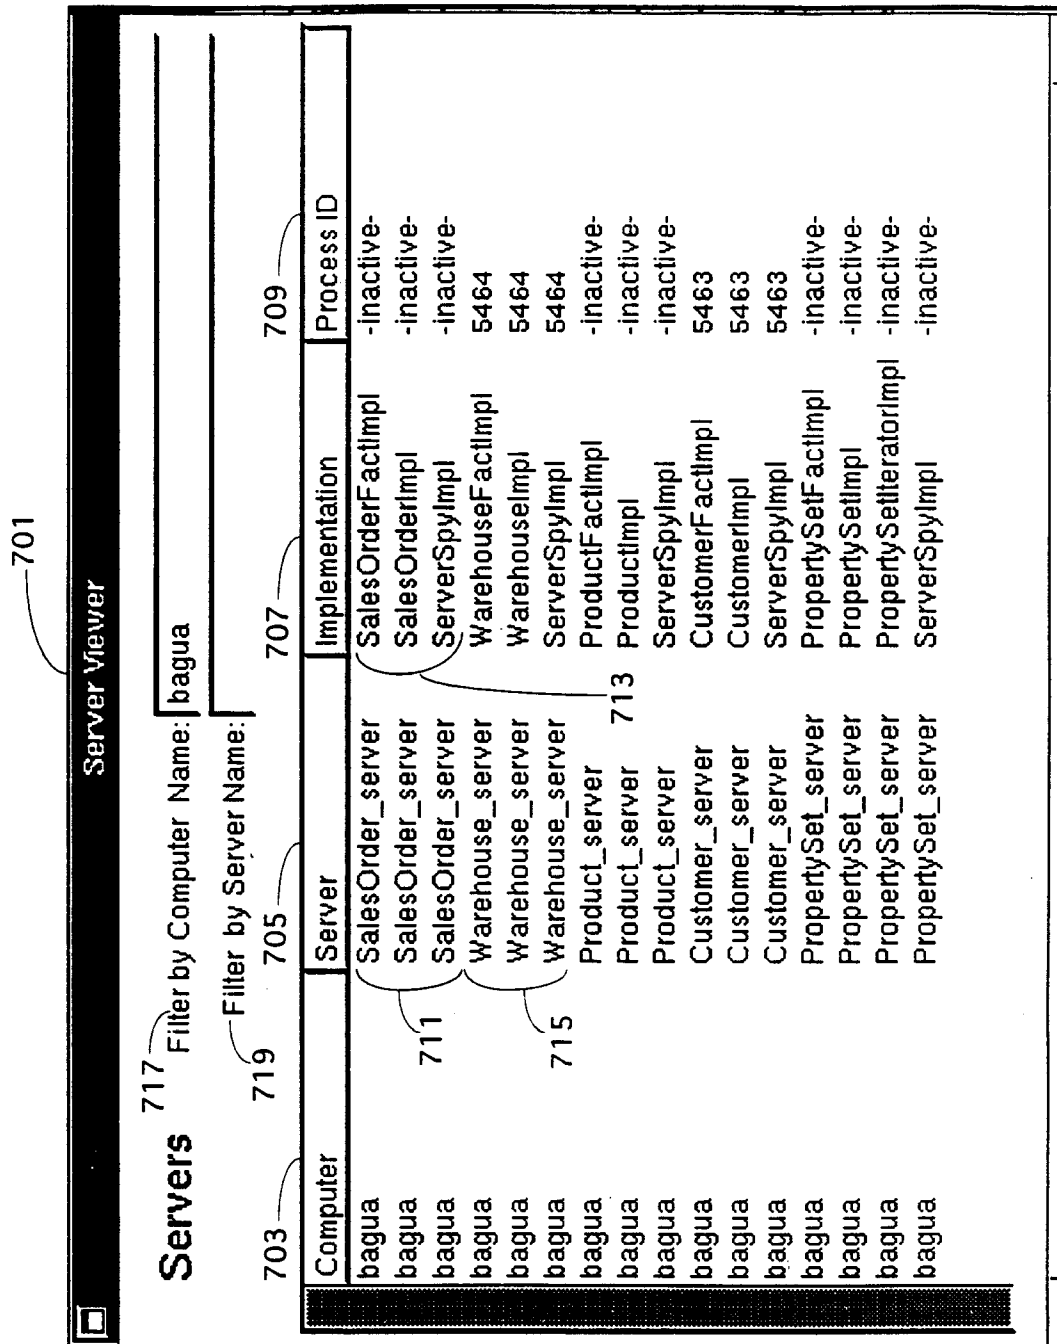 701
Server Viewer
Servers
717
Filter by Computer Name: bagua
719
Filter by Server Name:
703 705 707 709
Computer Server Implementation Process ID
bagua SalesOrder_server SalesOrderFactImpl -inactive-
bagua SalesOrder_server SalesOrderImpl -inactive-
bagua SalesOrder_server ServerSpyImpl -inactive-
bagua Warehouse_server WarehouseFactImpl 5464
bagua Warehouse_server WarehouseImpl 5464
bagua Warehouse_server ServerSpyImpl 5464
bagua Product_server ProductFactImpl -inactive-
bagua Product_server ProductImpl -inactive-
bagua Product_server ServerSpyImpl -inactive-
bagua Customer_server CustomerFactImpl 5463
bagua Customer_server CustomerImpl 5463
bagua Customer_server ServerSpyImpl 5463
bagua PropertySet_server PropertySetFactImpl -inactive-
bagua PropertySet_server PropertySetImpl -inactive-
bagua PropertySet_server PropertySetIteratorImpl -inactive-
bagua PropertySet_server ServerSpyImpl -inactive-
711
715
713